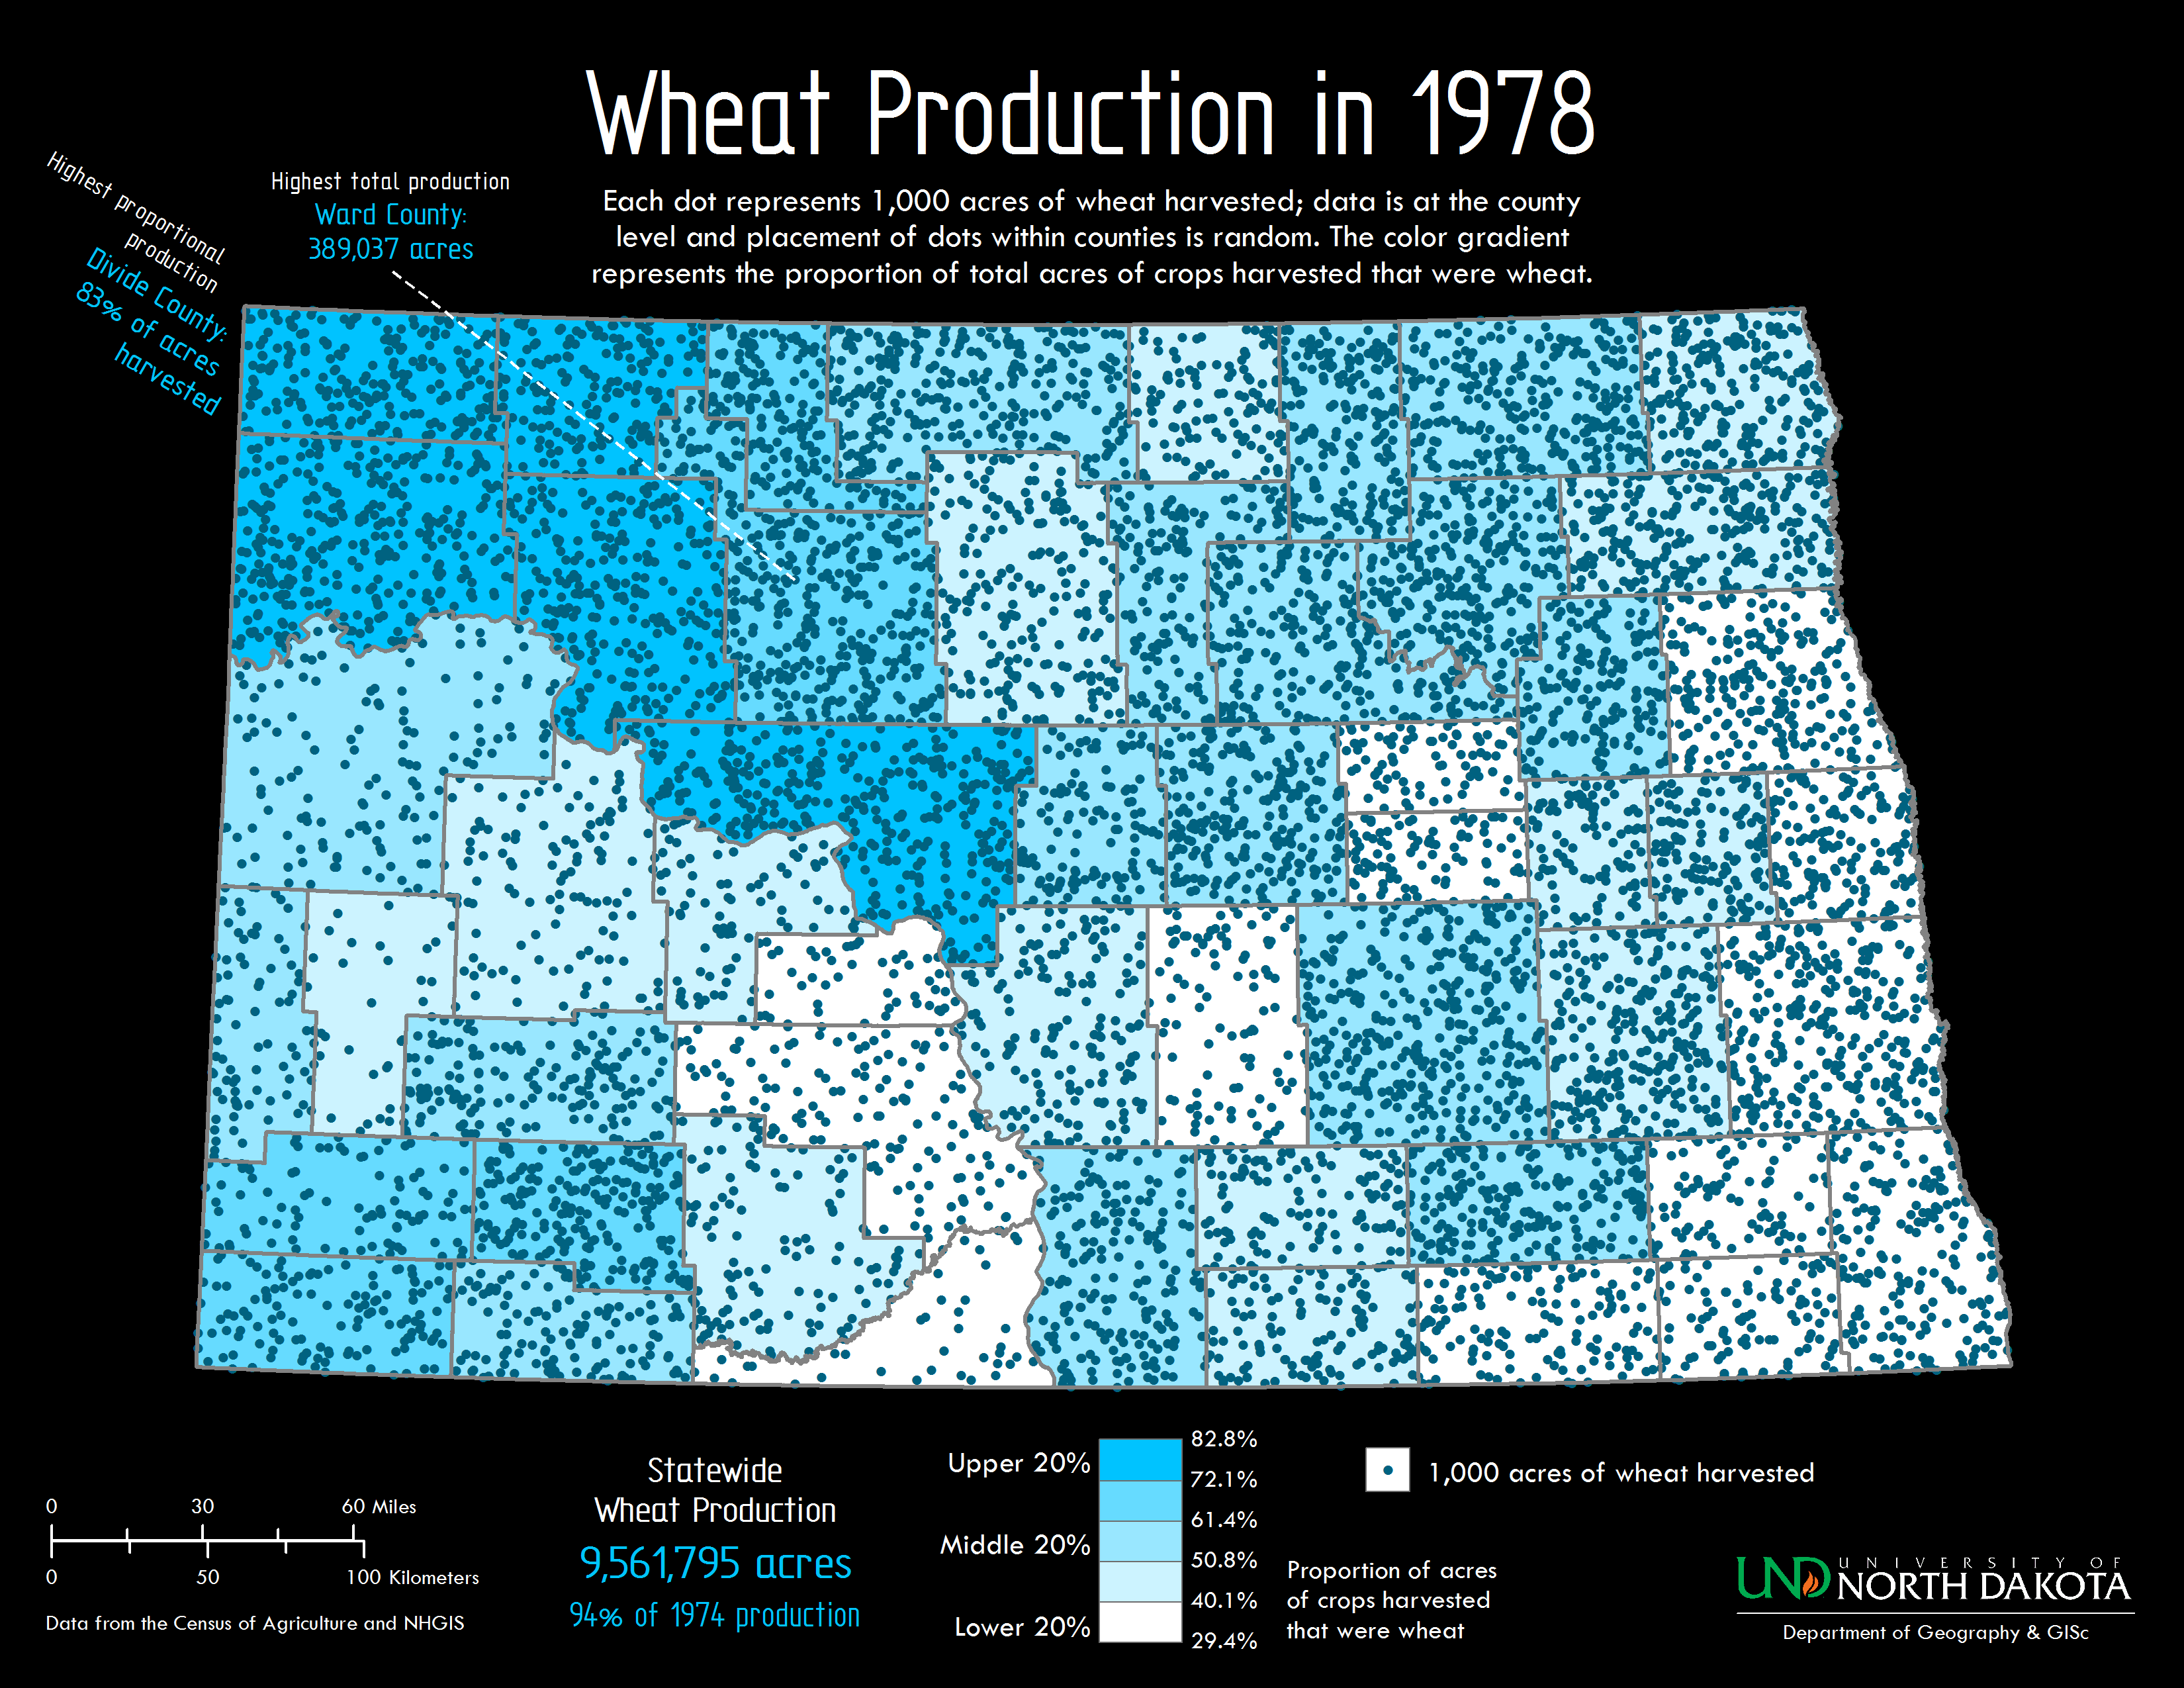 Wheat Production in 1978
Each dot represents 1,000 acres of wheat harvested; data is at the county
level and placement of dots within counties is random. The color gradient
represents the proportion of total acres of crops harvested that were wheat.
Highest proportional
production
Divide County:
83% of acres
harvested
Highest total production
Ward County:
389,037 acres
0 30 60 Miles
0 50 100 Kilometers
Data from the Census of Agriculture and NHGIS
Statewide
Wheat Production
9,561,795 acres
94% of 1974 production
Upper 20%
Middle 20%
Lower 20%
82.8%
72.1%
61.4%
50.8%
40.1%
29.4%
Proportion of acres
of crops harvested
that were wheat
1,000 acres of wheat harvested
UND
UNIVERSITY OF
NORTH DAKOTA
Department of Geography & GISc